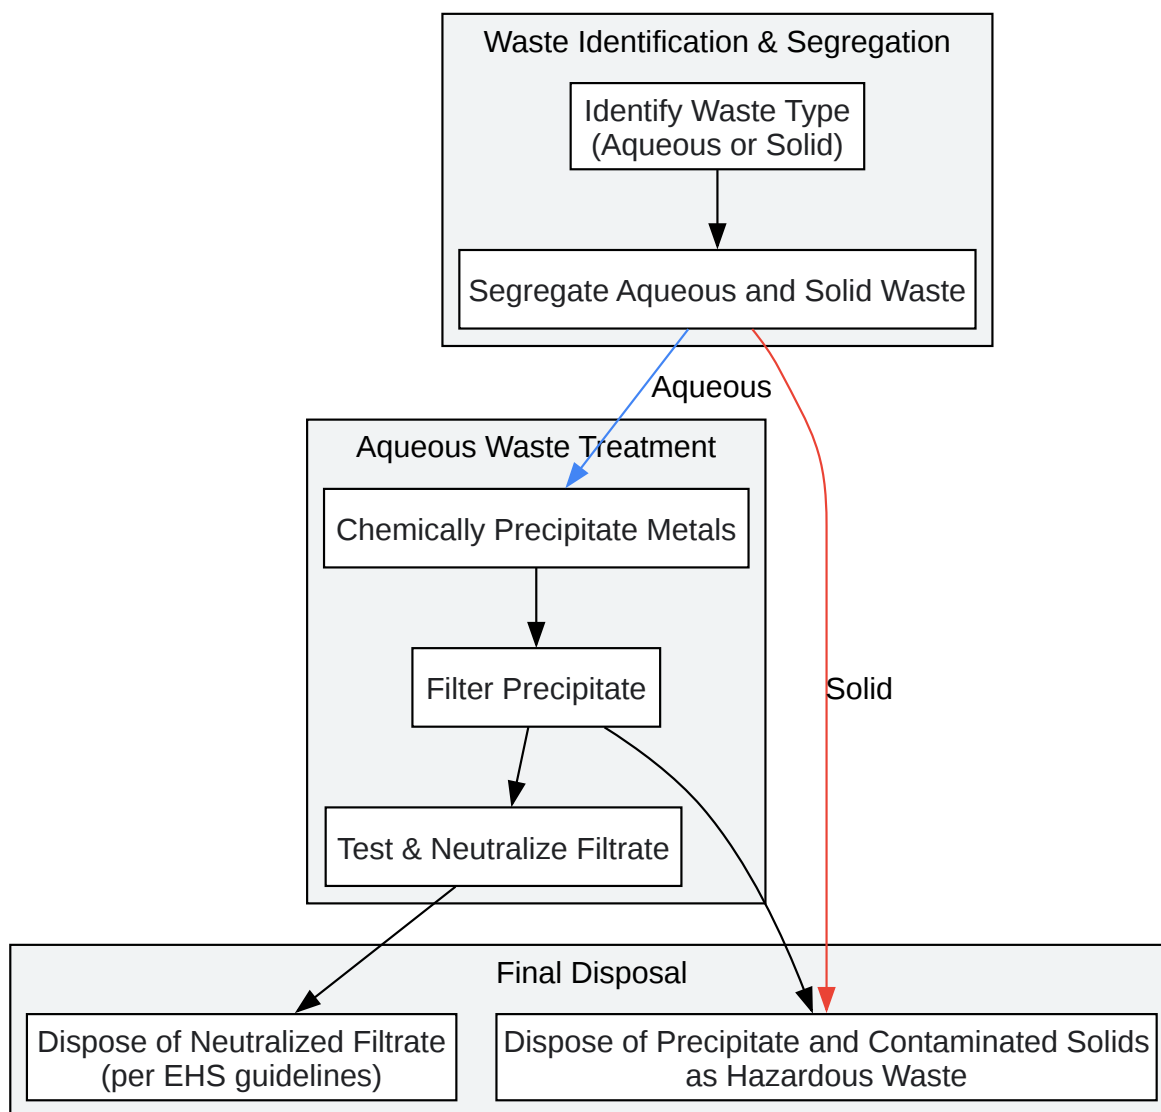 Waste Identification & Segregation
Identify Waste Type
(Aqueous or Solid)
Segregate Aqueous and Solid Waste
Aqueous
Aqueous Waste Treatment
Chemically Precipitate Metals
Filter Precipitate
Solid
Test & Neutralize Filtrate
Final Disposal
Dispose of Neutralized Filtrate
(per EHS guidelines)
Dispose of Precipitate and Contaminated Solids
as Hazardous Waste